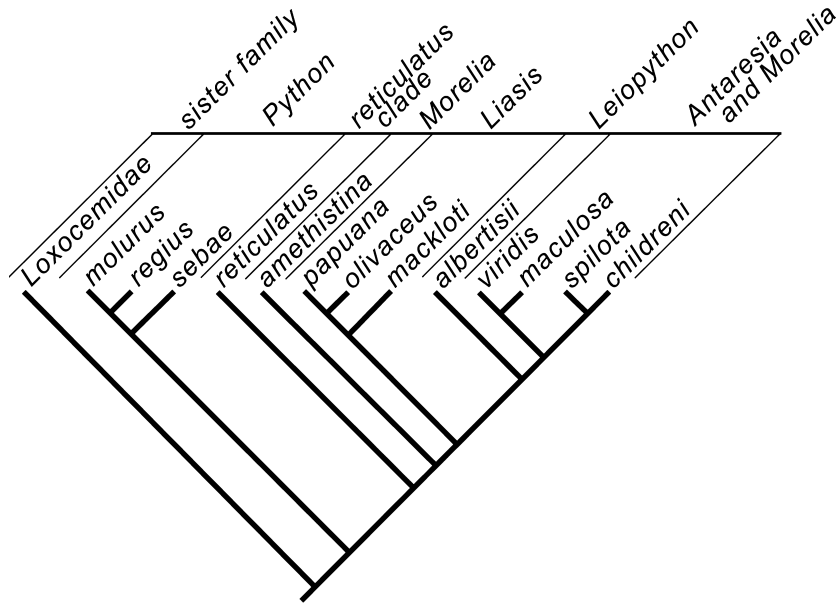 sister family
Python
reticulatus
clade
Morelia
Liasis
Leiopython
Antaresia
and Morelia
Loxocemidae
molurus
regius
sebae
reticulatus
amethistina
papuana
olivaceus
mackloti
albertisii
viridis
maculosa
spilota
childreni